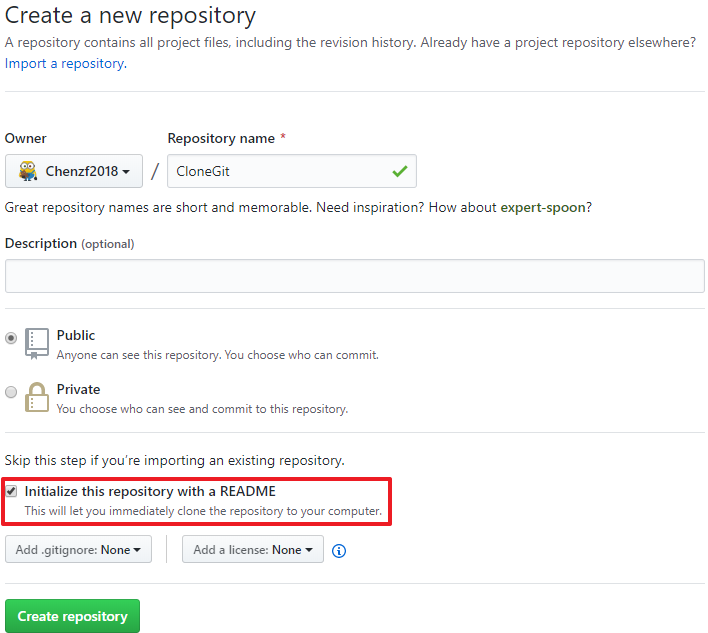 Create a new repository
A repository contains all project files, including the revision history. Already have a project repository elsewhere?
Import a repository.
Owner
Repository name *
Chenzf2018
/
CloneGit
Great repository names are short and memorable. Need inspiration? How about expert-spoon?
Description (optional)
Public
Anyone can see this repository. You choose who can commit.
Private
You choose who can see and commit to this repository.
Skip this step if you’re importing an existing repository.
Initialize this repository with a README
This will let you immediately clone the repository to your computer.
Add .gitignore: None
Add a license: None
Create repository